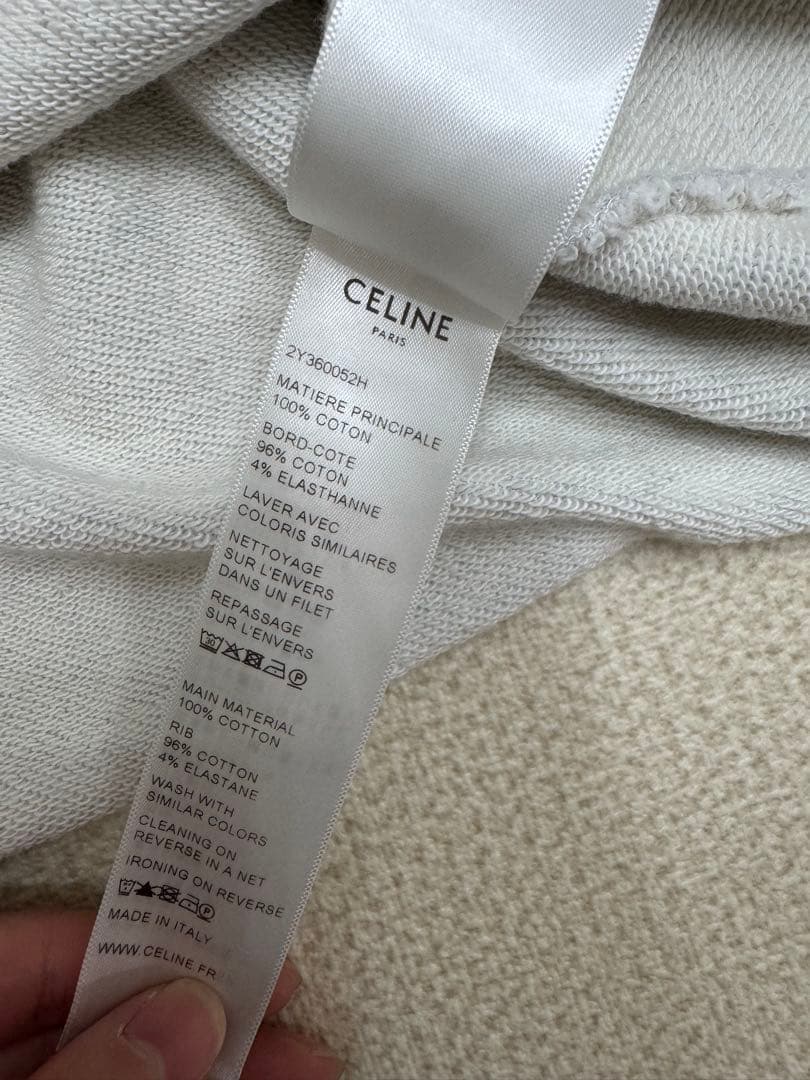 CELINE
PARIS
2Y360052H
MATIERE PRINCIPALE
100% COTON
BORD-COTE
96% COTON
4% ELASTHANNE
LAVER AVEC
COLORIS SIMILAIRES
NETTOYAGE
SUR L'ENVERS
DANS UN FILET
REPASSAGE
SUR L'ENVERS
30 P
MAIN MATERIAL
100% COTTON
RIB
96% COTTON
4% ELASTANE
WASH WITH
SIMILAR COLORS
CLEANING ON
REVERSE IN A NET
IRONING ON REVERSE
P
MADE IN ITALY
WWW.CELINE.FR